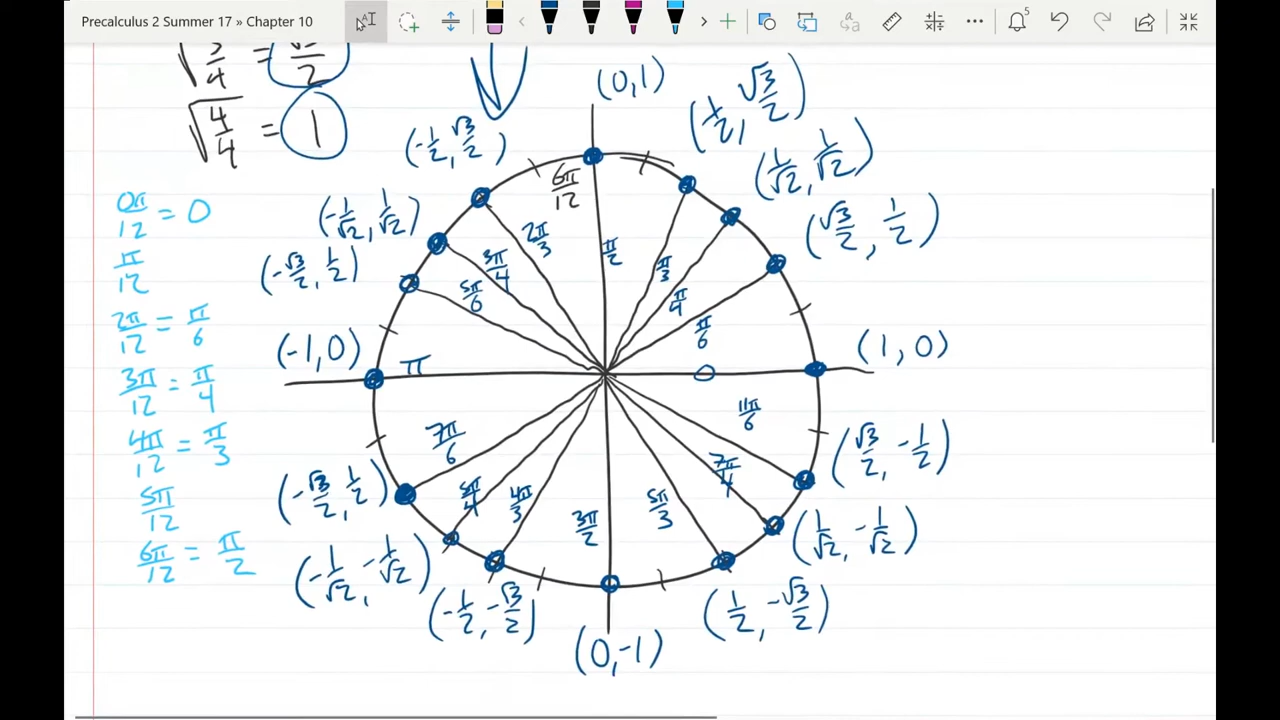 Precalculus 2 Summer 17 » Chapter 10
5
√4/4 = 1
0π/12 = 0
π/12
2π/12 = π/6
3π/12 = π/4
4π/12 = π/3
5π/12
6π/12 = π/2
(0,1)
(1/2, √3/2)
(1/√2, 1/√2)
(√3/2, 1/2)
(1, 0)
(√3/2, -1/2)
(1/√2, -1/√2)
(1/2, -√3/2)
(0,-1)
(-1/2, -√3/2)
(-1/√2, -1/√2)
(-√3/2, 1/2)
(-1,0)
(-√3/2, 1/2)
(-1/√2, 1/√2)
(-1/2, √3/2)
6π/12
π/2
π/3
π/4
π/6
0
2π/3
3π/4
5π/6
π
7π/6
5π/4
4π/3
3π/2
5π/3
7π/4
11π/6